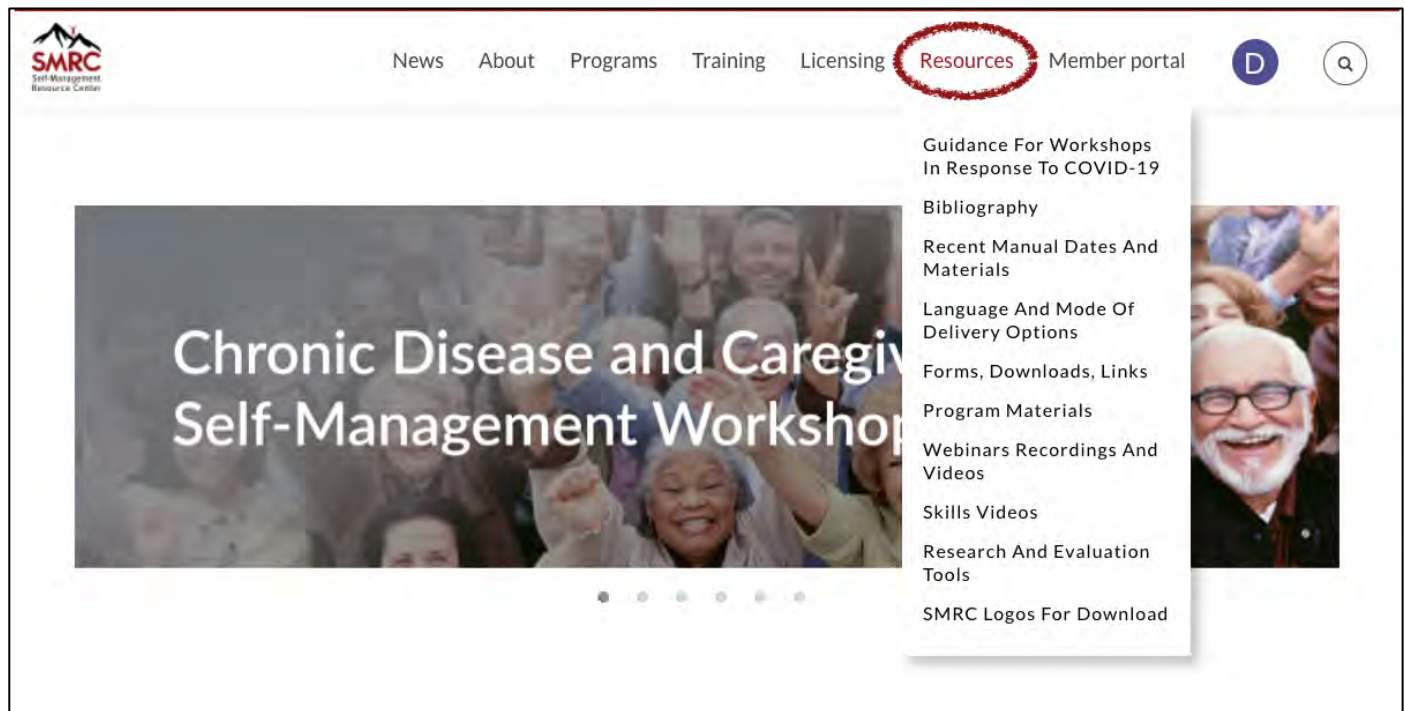 SMRC
Self-Management
Resource Center
News About Programs Training Licensing Resources Member portal D
Guidance For Workshops
In Response To COVID-19
Bibliography
Recent Manual Dates And
Materials
Language And Mode Of
Delivery Options
Forms, Downloads, Links
Program Materials
Webinars Recordings And
Videos
Skills Videos
Research And Evaluation
Tools
SMRC Logos For Download
Chronic Disease and Caregiv
Self-Management Workshop